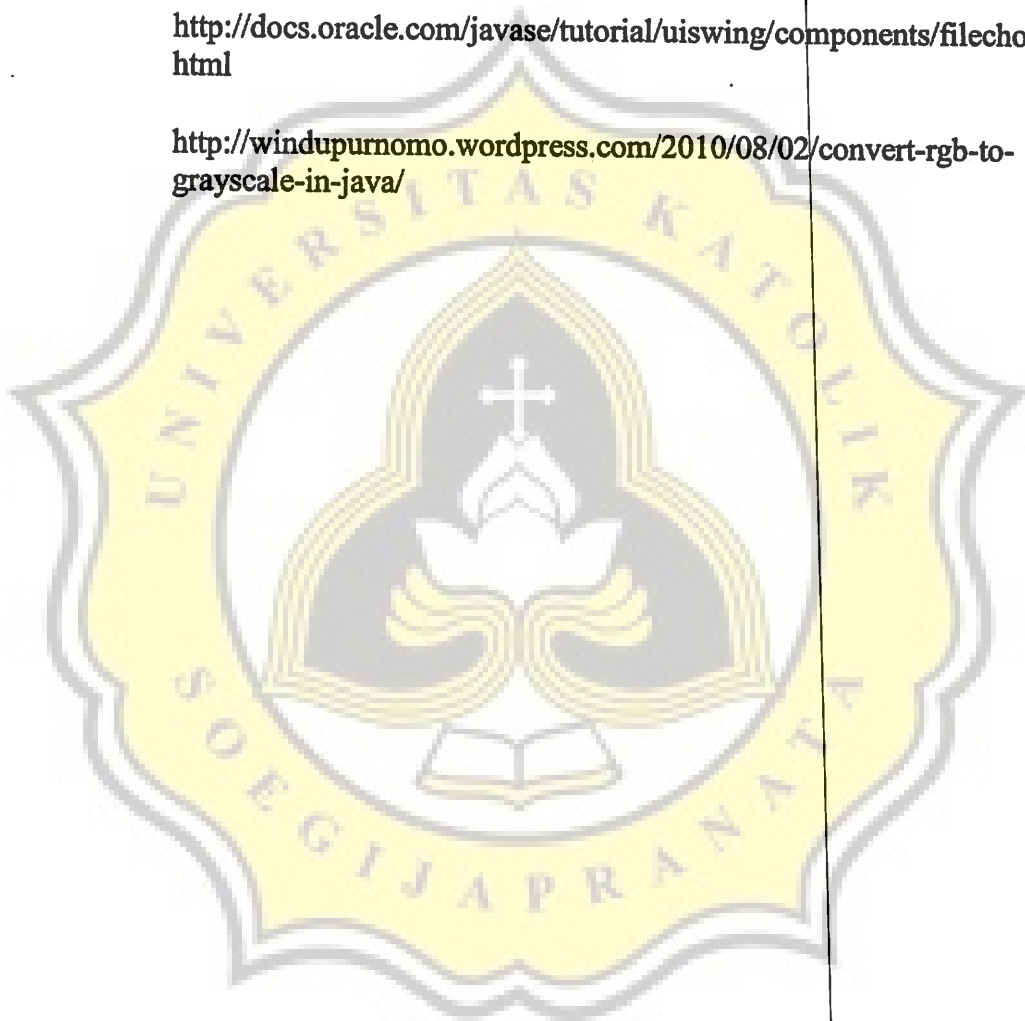 http://docs.oracle.com/javase/tutorial/uiswing/components/filecho
html
http://windupurnomo.wordpress.com/2010/08/02/convert-rgb-to-
grayscale-in-java/
UNIVERSITAS KATOLIK
SOEGIJAPRANATA